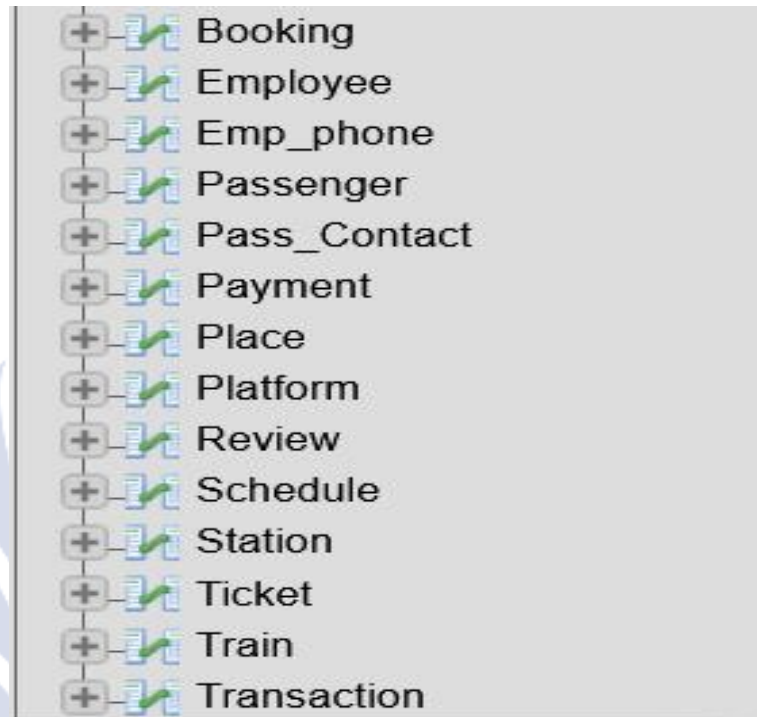 Booking
Employee
Emp_phone
Passenger
Pass_Contact
Payment
Place
Platform
Review
Schedule
Station
Ticket
Train
Transaction